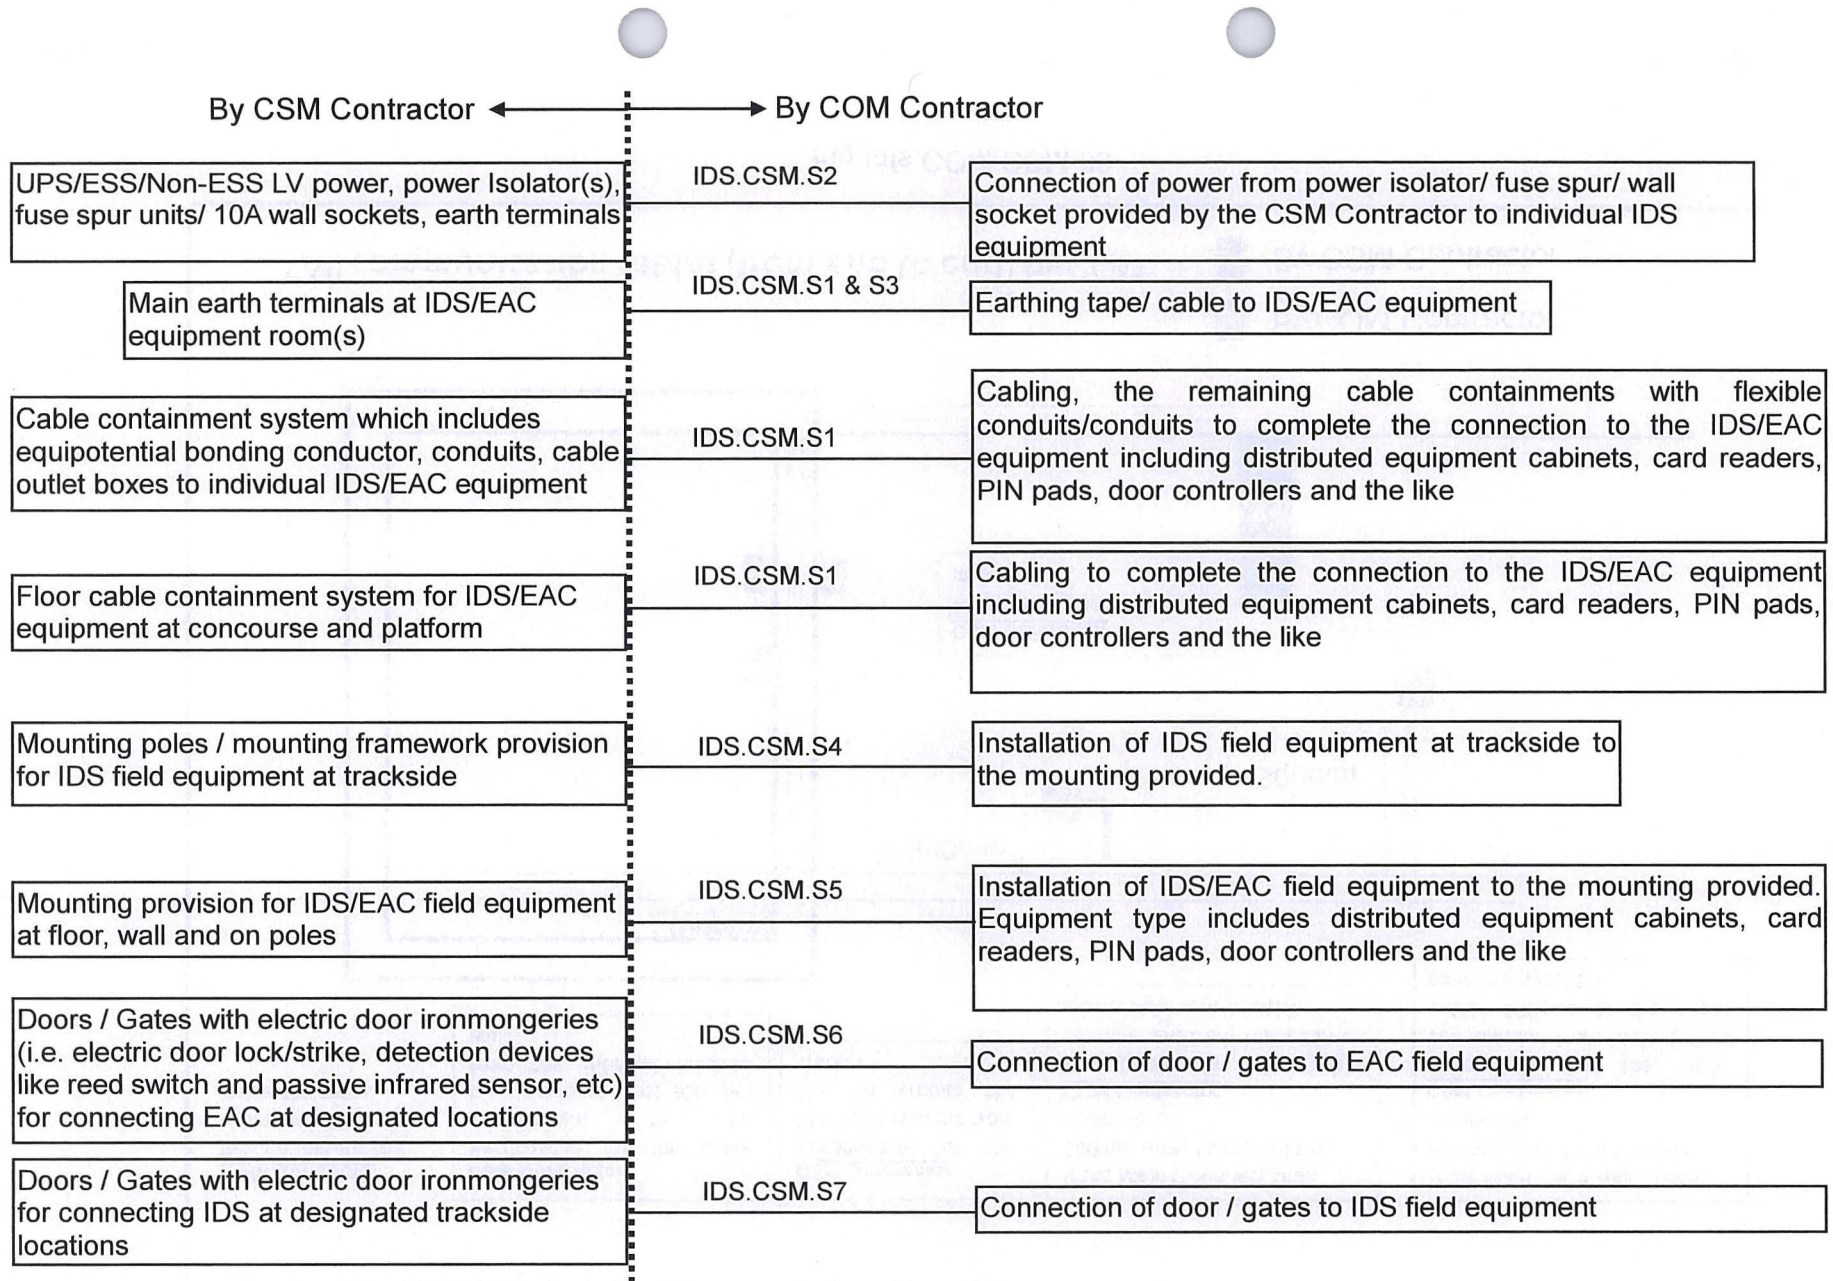 By CSM Contractor
By COM Contractor
UPS/ESS/Non-ESS LV power, power Isolator(s),
fuse spur units/ 10A wall sockets, earth terminals
IDS.CSM.S2
Connection of power from power isolator/ fuse spur/ wall
socket provided by the CSM Contractor to individual IDS
equipment
Main earth terminals at IDS/EAC
equipment room(s)
IDS.CSM.S1 & S3
Earthing tape/ cable to IDS/EAC equipment
Cable containment system which includes
equipotential bonding conductor, conduits, cable
outlet boxes to individual IDS/EAC equipment
IDS.CSM.S1
Cabling, the remaining cable containments with flexible
conduits/conduits to complete the connection to the IDS/EAC
equipment including distributed equipment cabinets, card readers,
PIN pads, door controllers and the like
Floor cable containment system for IDS/EAC
equipment at concourse and platform
IDS.CSM.S1
Cabling to complete the connection to the IDS/EAC equipment
including distributed equipment cabinets, card readers, PIN pads,
door controllers and the like
Mounting poles / mounting framework provision
for IDS field equipment at trackside
IDS.CSM.S4
Installation of IDS field equipment at trackside to
the mounting provided.
Mounting provision for IDS/EAC field equipment
at floor, wall and on poles
IDS.CSM.S5
Installation of IDS/EAC field equipment to the mounting provided.
Equipment type includes distributed equipment cabinets, card
readers, PIN pads, door controllers and the like
Doors / Gates with electric door ironmongeries
(i.e. electric door lock/strike, detection devices
like reed switch and passive infrared sensor, etc)
for connecting EAC at designated locations
IDS.CSM.S6
Connection of door / gates to EAC field equipment
Doors / Gates with electric door ironmongeries
for connecting IDS at designated trackside
locations
IDS.CSM.S7
Connection of door / gates to IDS field equipment